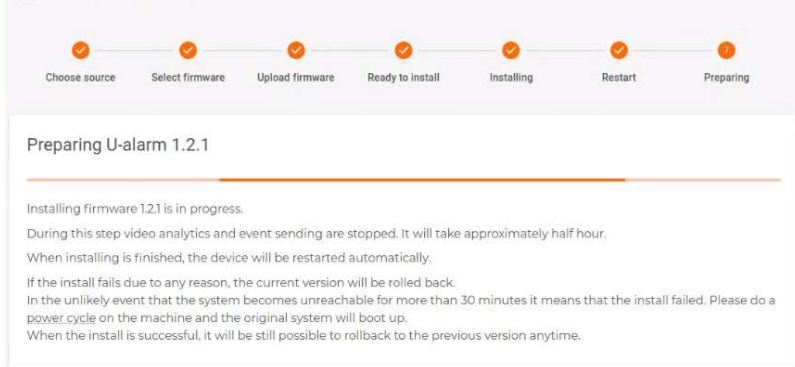 Choose source
Select firmware
Upload firmware
Ready to install
Installing
Restart
7
Preparing
Preparing U-alarm 1.2.1
Installing firmware 1.2.1 is in progress.
During this step video analytics and event sending are stopped. It will take approximately half hour.
When installing is finished, the device will be restarted automatically.
If the install fails due to any reason, the current version will be rolled back.
In the unlikely event that the system becomes unreachable for more than 30 minutes it means that the install failed. Please do a
power cycle on the machine and the original system will boot up.
When the install is successful, it will be still possible to rollback to the previous version anytime.